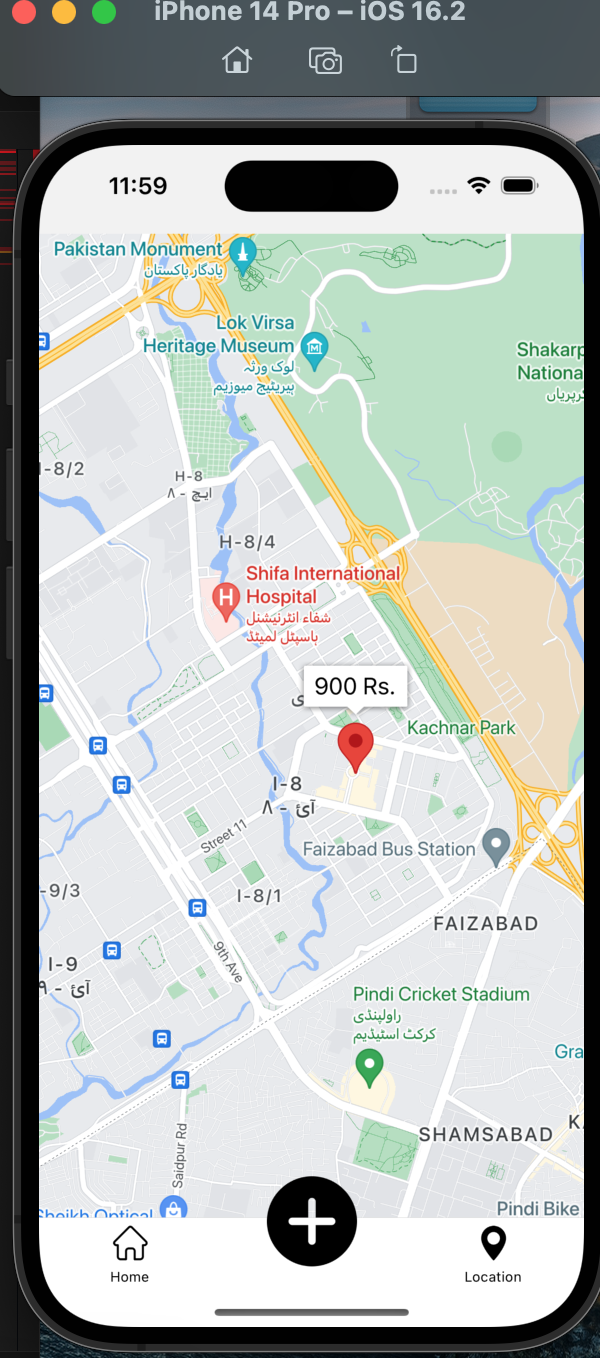 iPhone 14 Pro – iOS 16.2
11:59
Pakistan Monument
یادگار پاکستان
Lok Virsa
Heritage Museum
لوک ورثہ
ہیریٹیج میوزیم
Shakarp
Nationa
کرپریاں
I-8/2
H-8
ایچ - ۸
H-8/4
Shifa International
Hospital
شفاء انٹرنیشنل
ہاسپٹل لمیٹڈ
900 Rs.
Kachnar Park
I-8
آئ - ۸
Street 11
Faizabad Bus Station
-9/3
I-8/1
FAIZABAD
I-9
آئ - ۹
9th Ave
Pindi Cricket Stadium
راولپنڈی
کرکٹ اسٹیڈیم
Gra
SHAMSABAD
K
Saidpur Rd
Sheikh Optical
Pindi Bike
Home
Location